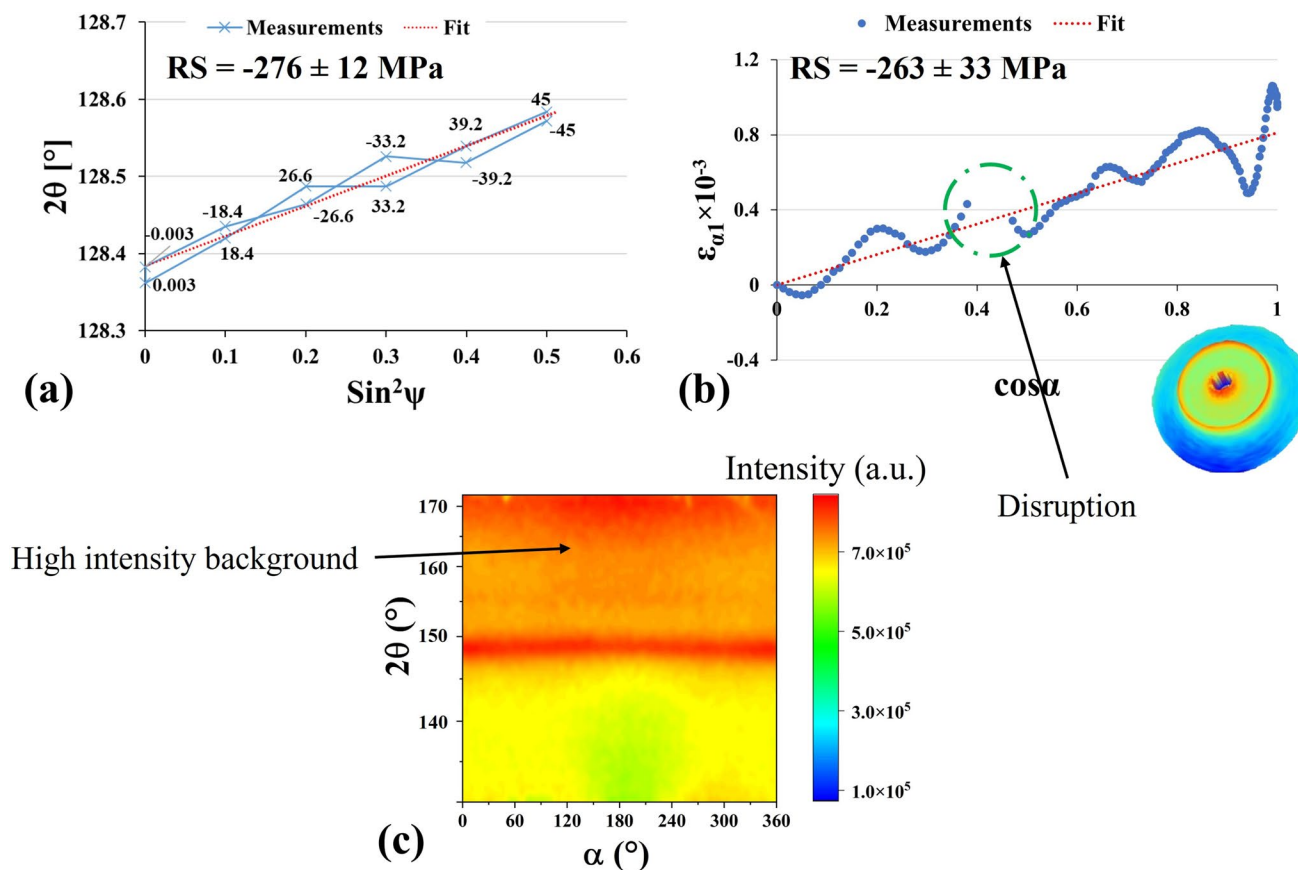 Measurements Fit
RS = -276 ± 12 MPa
2θ [°]
128.7
128.6
128.5
128.4
128.3
-0.003
0.003
-18.4
18.4
26.6
-26.6
-33.2
33.2
39.2
-39.2
45
-45
0 0.1 0.2 0.3 0.4 0.5 0.6
Sin²ψ
(a)
Measurements Fit
RS = -263 ± 33 MPa
ε_α1×10⁻³
1.2
0.8
0.4
0
-0.4
0 0.2 0.4 0.6 0.8 1
cosα
(b)
Disruption
High intensity background
Intensity (a.u.)
2θ (°)
170
160
150
140
0 60 120 180 240 300 360
α (°)
7.0×10⁵
5.0×10⁵
3.0×10⁵
1.0×10⁵
(c)